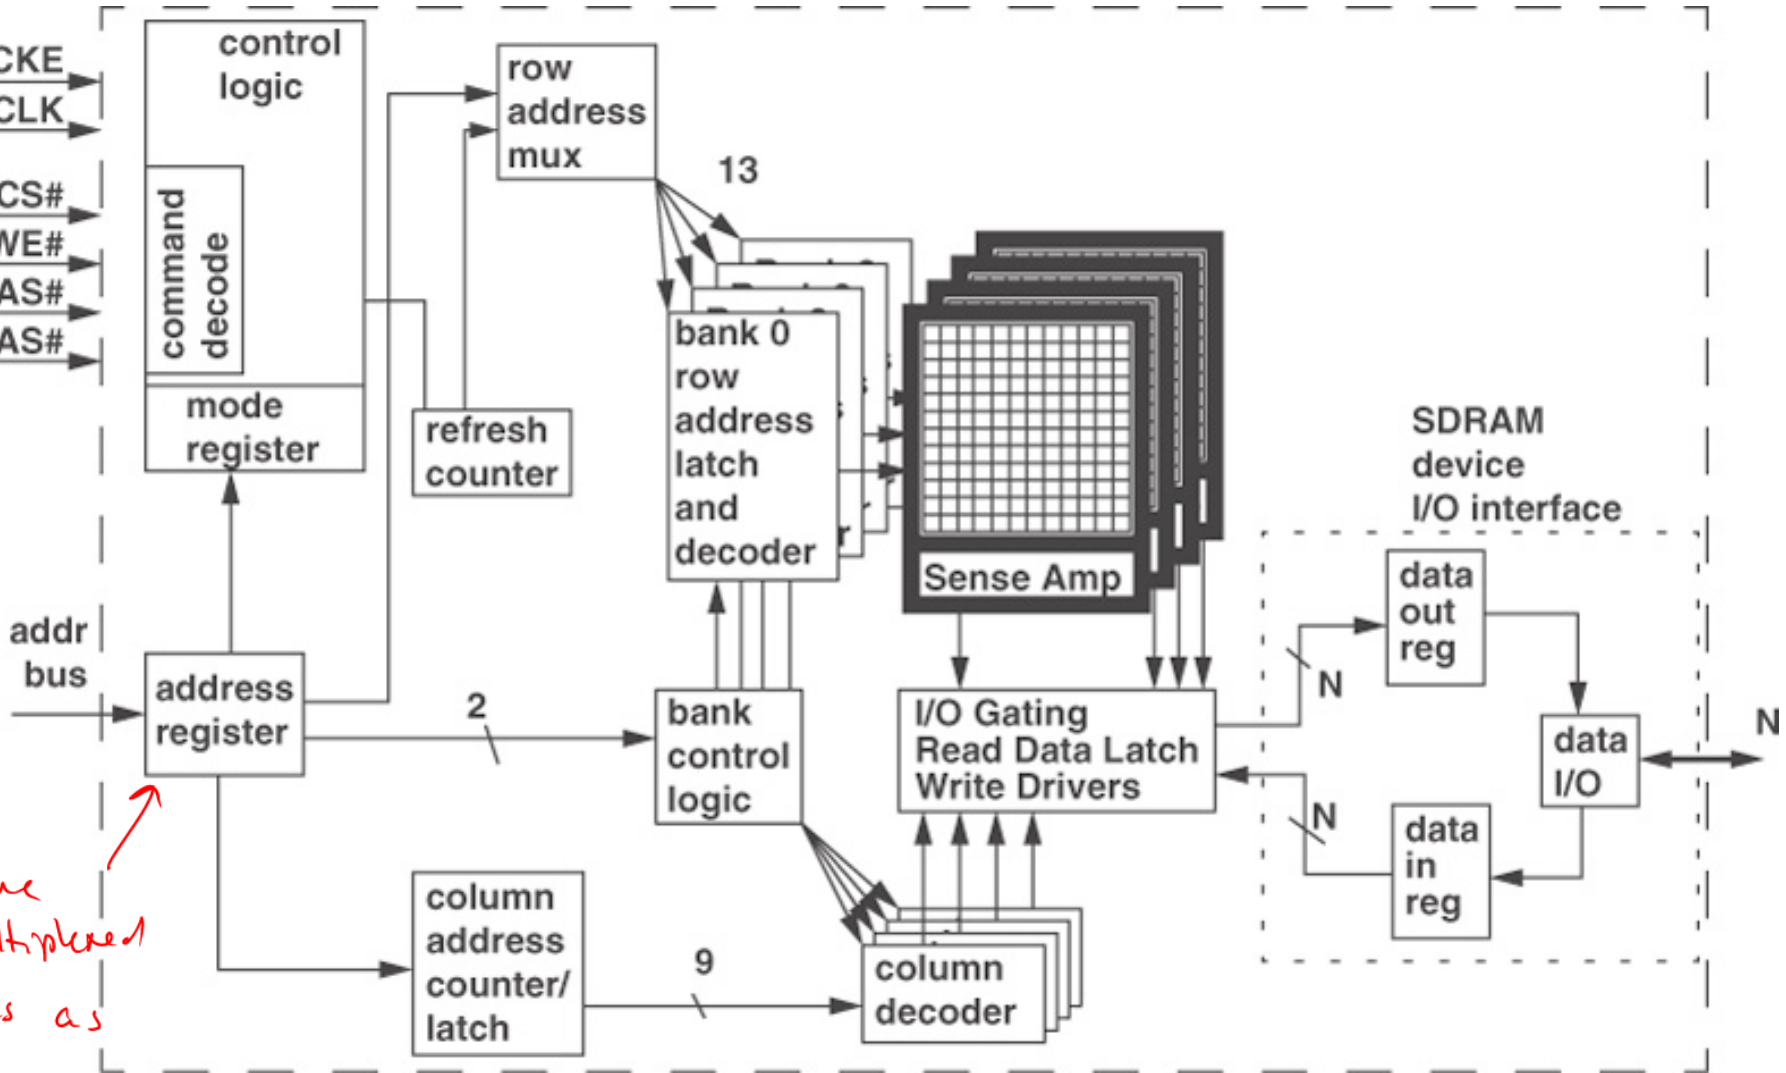 control
logic
CKE
CLK
CS#
WE#
AS#
AS#
command
decode
mode
register
row
address
mux
13
refresh
counter
bank 0
row
address
latch
and
decoder
Sense Amp
SDRAM
device
I/O interface
addr
bus
address
register
2
bank
control
logic
I/O Gating
Read Data Latch
Write Drivers
data
out
reg
N
data
I/O
N
N
data
in
reg
column
address
counter/
latch
9
column
decoder
as